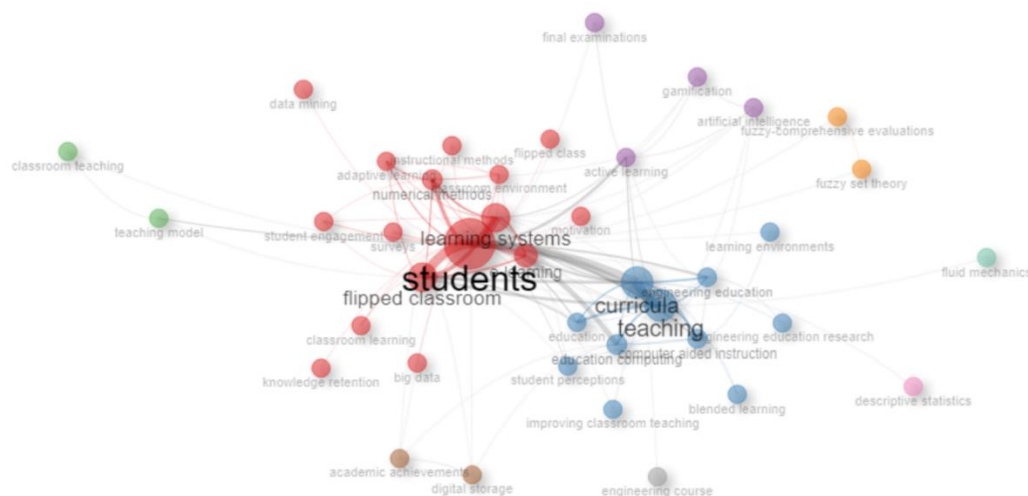 final examinations
gamification
data mining
artificial intelligence
fuzzy-comprehensive evaluations
classroom teaching
instructional methods
flipped class
adaptive learning
active learning
numerical methods
classroom environment
fuzzy set theory
teaching model
student engagement
motivation
learning systems
surveys
learning environments
e-learning
students
fluid mechanics
flipped classroom
engineering education
curricula
teaching
classroom learning
education
engineering education research
education computing
computer aided instruction
knowledge retention
big data
student perceptions
descriptive statistics
blended learning
improving classroom teaching
academic achievements
digital storage
engineering course